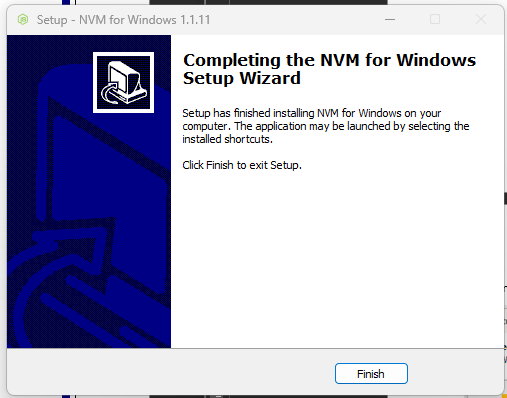 Setup - NVM for Windows 1.1.11
Completing the NVM for Windows
Setup Wizard
Setup has finished installing NVM for Windows on your
computer. The application may be launched by selecting the
installed shortcuts.
Click Finish to exit Setup.
Finish